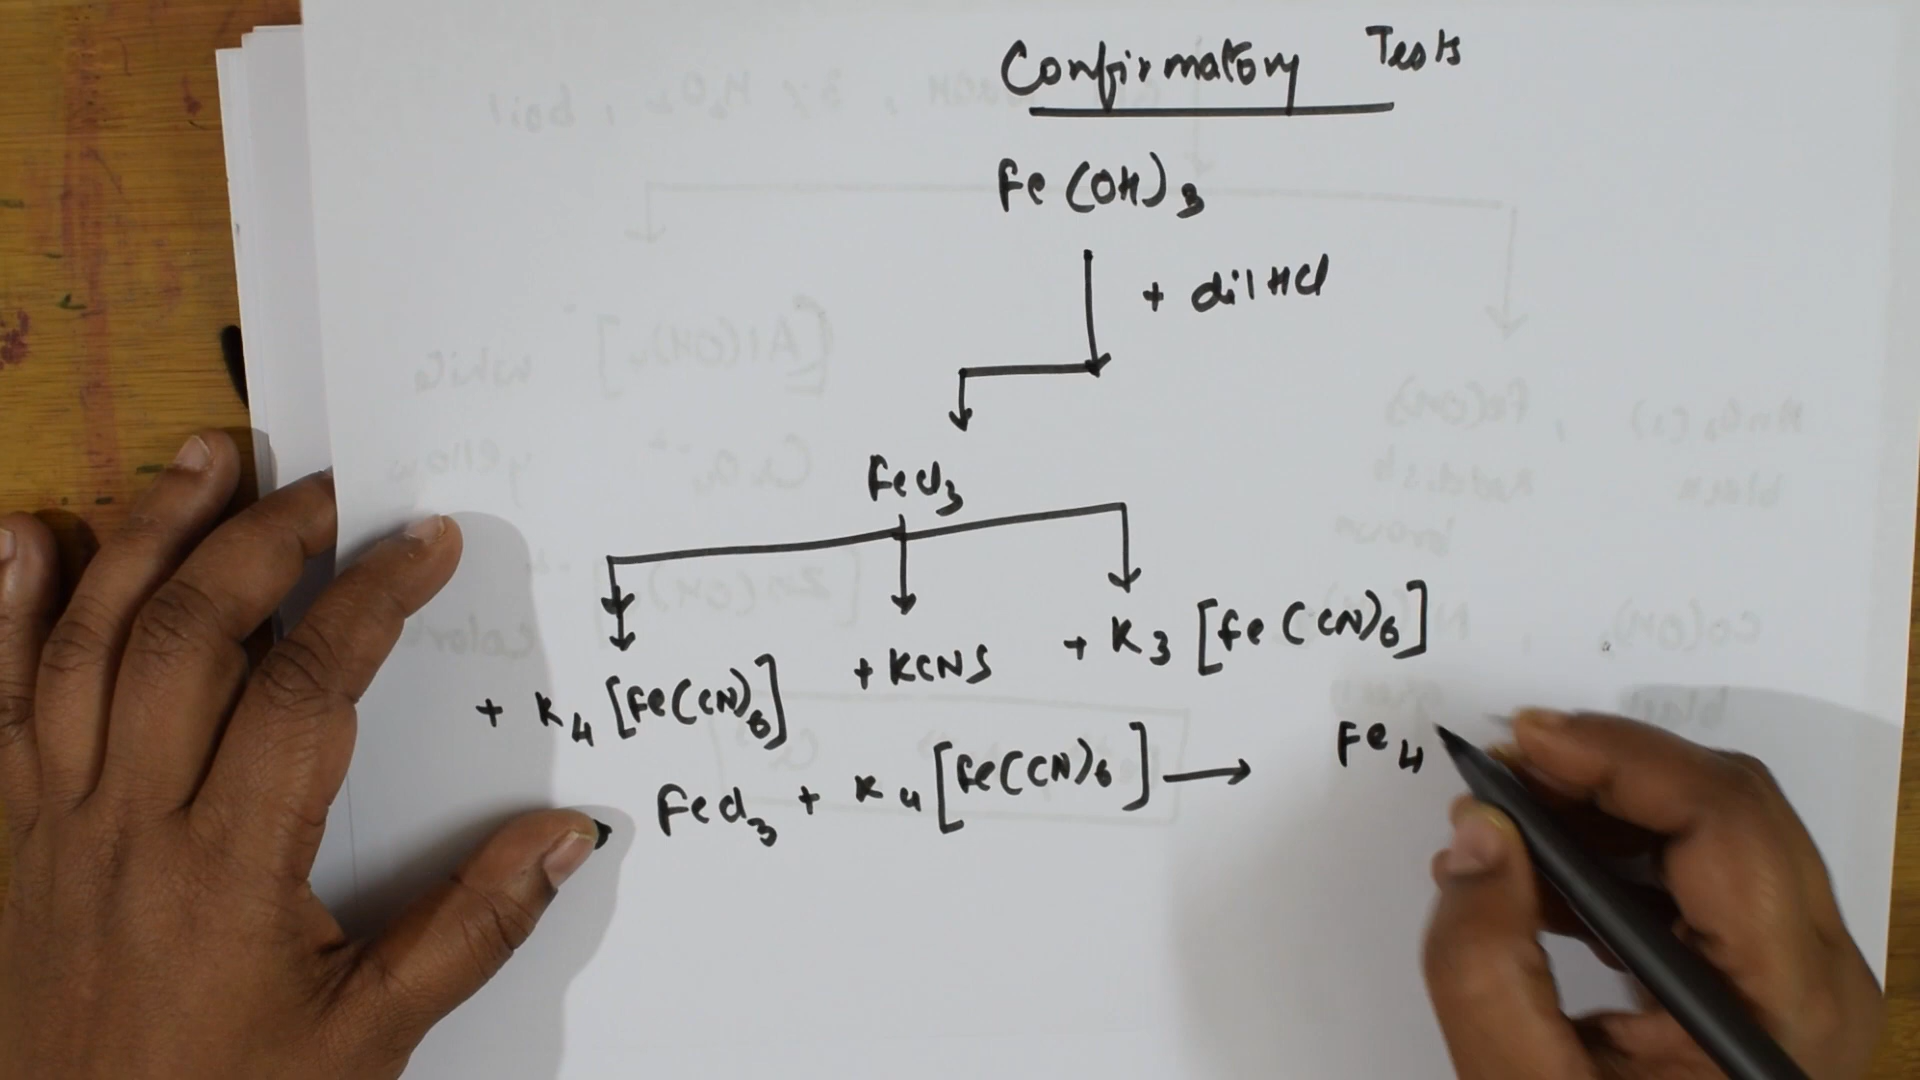 Confirmatory Tests
Fe(OH)3
+ dil HCl
FeCl3
+ K4[Fe(CN)6] + KCNS + K3[Fe(CN)6]
FeCl3 + K4[Fe(CN)6] → Fe4